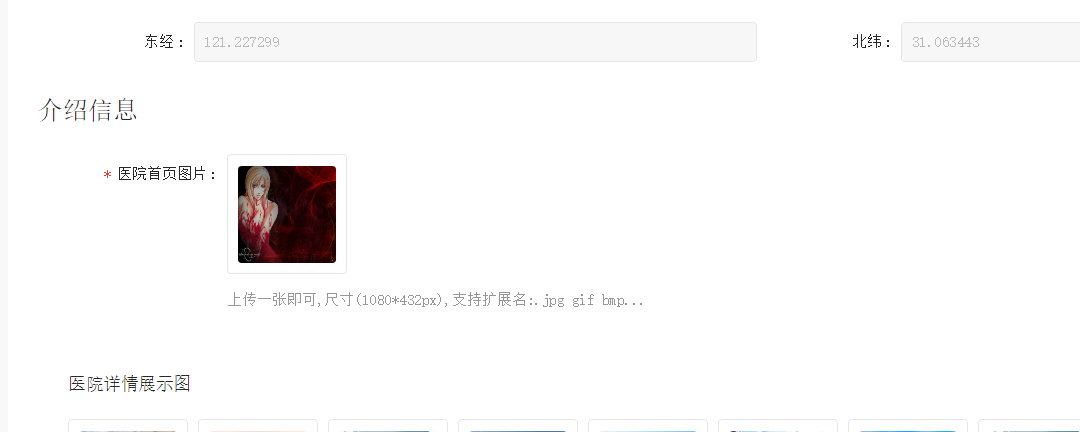 东经： 121.227299 北纬： 31.063443
介绍信息
* 医院首页图片：
上传一张即可,尺寸(1080*432px),支持扩展名:.jpg gif bmp...
医院详情展示图